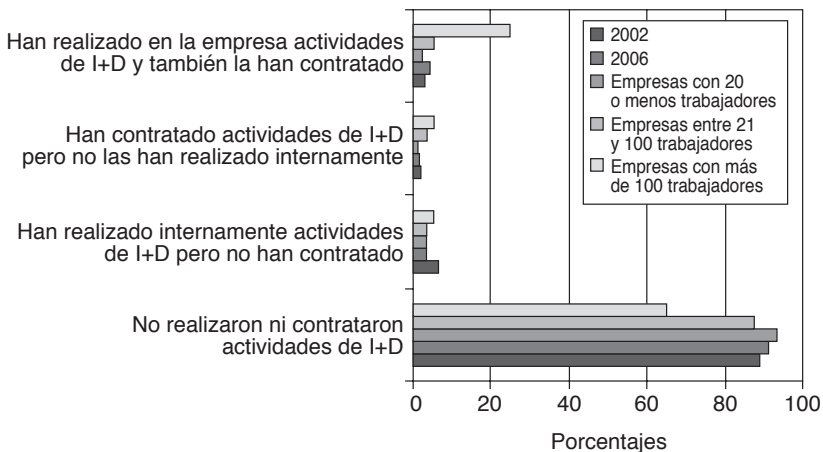 Han realizado en la empresa actividades
de I+D y también la han contratado
Han contratado actividades de I+D
pero no las han realizado internamente
Han realizado internamente actividades
de I+D pero no han contratado
No realizaron ni contrataron
actividades de I+D
2002
2006
Empresas con 20
o menos trabajadores
Empresas entre 21
y 100 trabajadores
Empresas con más
de 100 trabajadores
0 20 40 60 80 100
Porcentajes